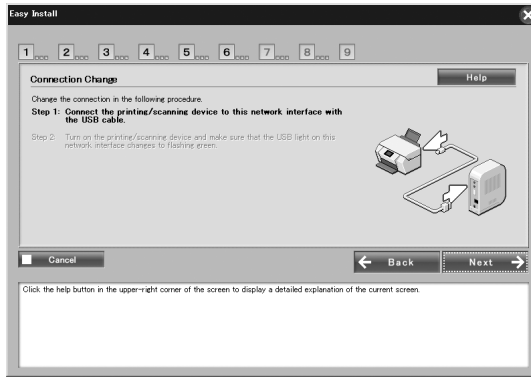 Easy Install
1 2 3 4 5 6 7 8 9
Connection Change
Help
Change the connection in the following procedure.
Step 1: Connect the printing/scanning device to this network interface with
the USB cable.
Step 2: Turn on the printing/scanning device and make sure that the USB light on this
network interface changes to flashing green.
Cancel
Back
Next
Click the help button in the upper-right corner of the screen to display a detailed explanation of the current screen.